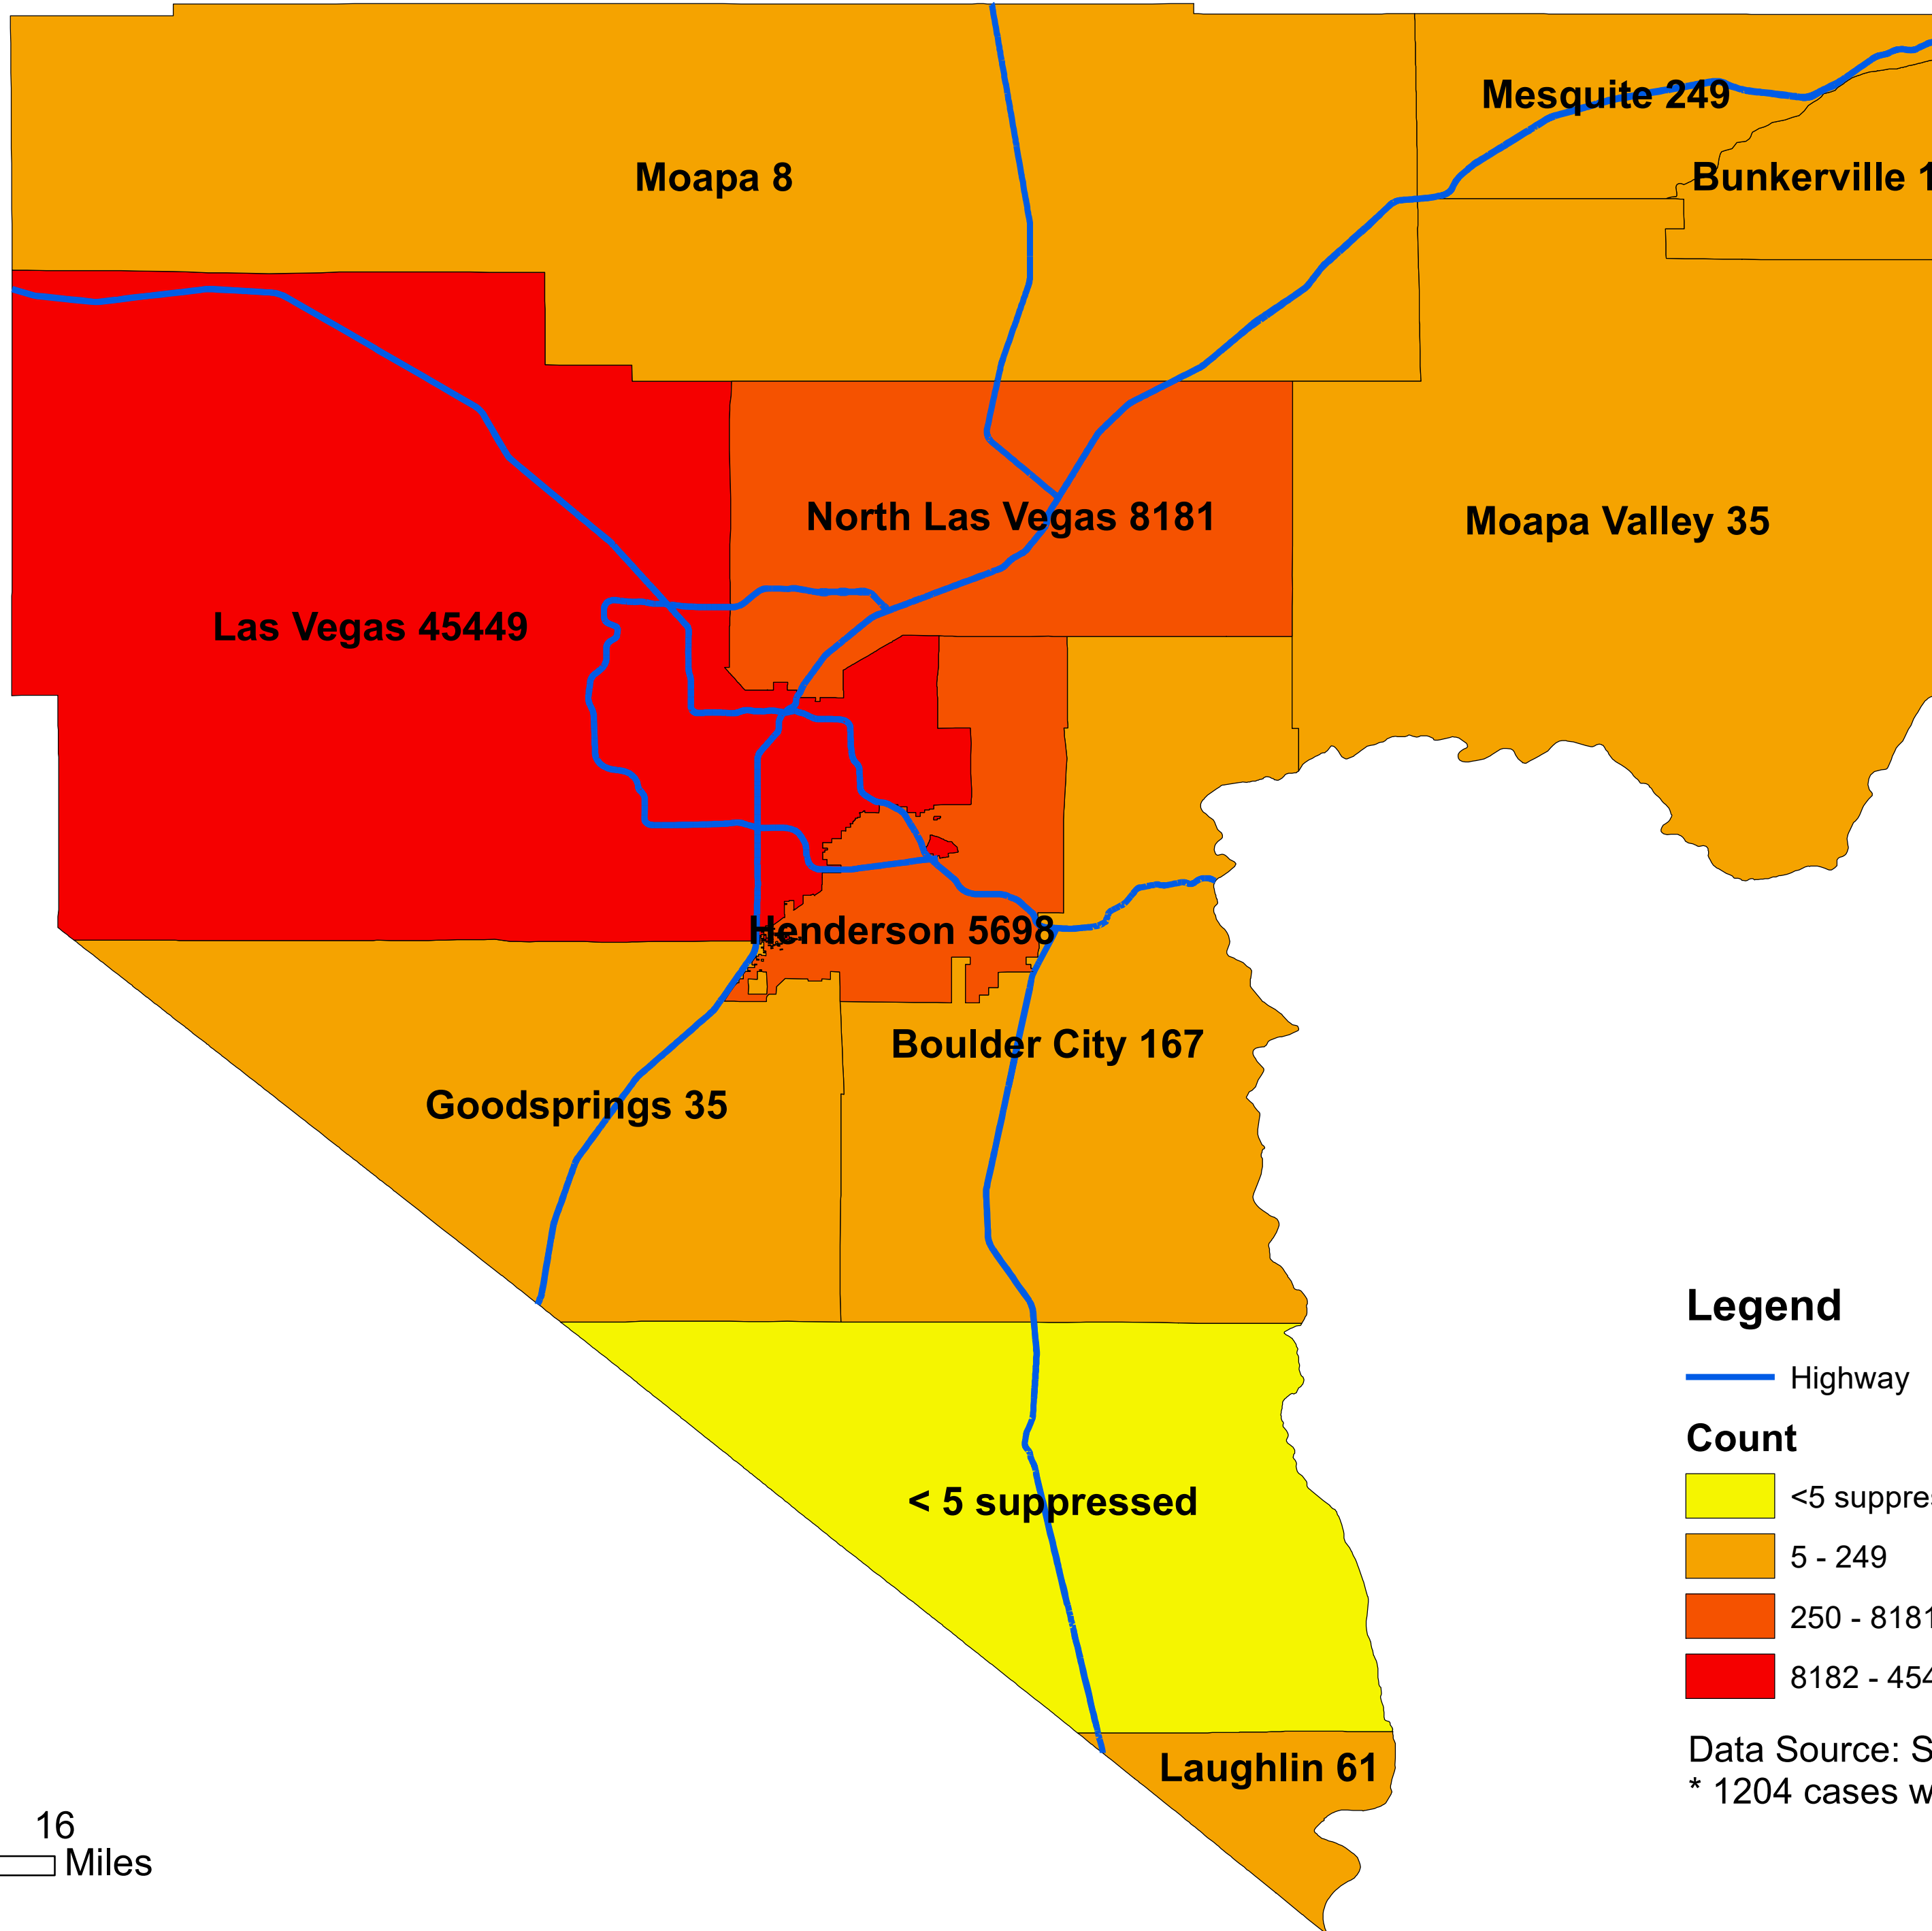 Mesquite 249
Moapa 8
Bunkerville 1
North Las Vegas 8181
Moapa Valley 35
Las Vegas 45449
Henderson 5698
Boulder City 167
Goodsprings 35
< 5 suppressed
Laughlin 61
Legend
Highway
Count
<5 suppres
5 - 249
250 - 8181
8182 - 454
Data Source: S
* 1204 cases w
16
Miles